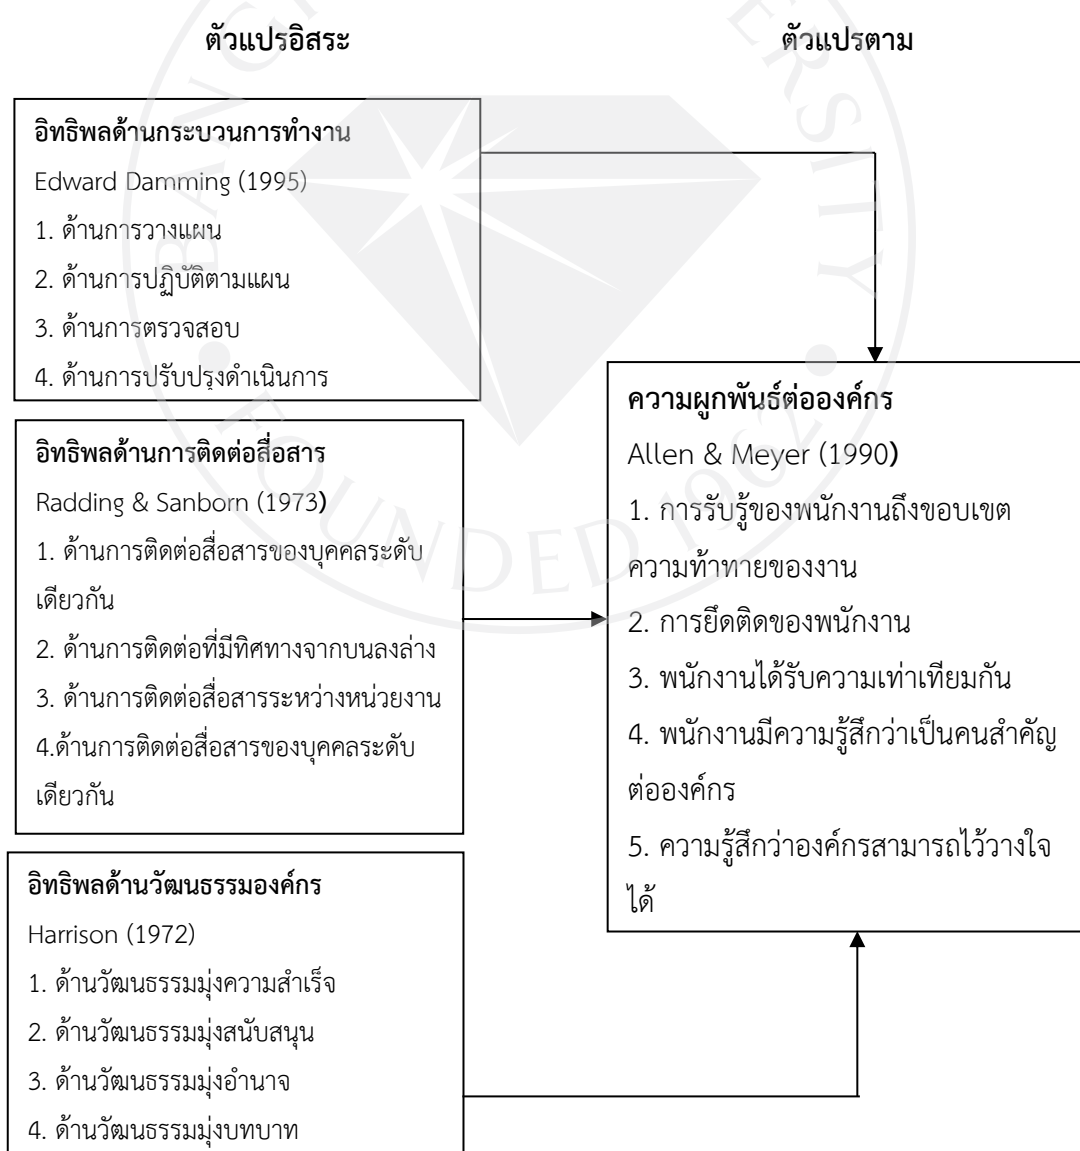 ตัวแปรอิสระ
ตัวแปรตาม
อิทธิพลด้านกระบวนการทำงาน
Edward Damming (1995)
1. ด้านการวางแผน
2. ด้านการปฏิบัติตามแผน
3. ด้านการตรวจสอบ
4. ด้านการปรับปรุงดำเนินการ
อิทธิพลด้านการติดต่อสื่อสาร
Radding & Sanborn (1973)
1. ด้านการติดต่อสื่อสารของบุคคลระดับ
เดียวกัน
2. ด้านการติดต่อที่มีทิศทางจากบนลงล่าง
3. ด้านการติดต่อสื่อสารระหว่างหน่วยงาน
4.ด้านการติดต่อสื่อสารของบุคคลระดับ
เดียวกัน
อิทธิพลด้านวัฒนธรรมองค์กร
Harrison (1972)
1. ด้านวัฒนธรรมมุ่งความสำเร็จ
2. ด้านวัฒนธรรมมุ่งสนับสนุน
3. ด้านวัฒนธรรมมุ่งอำนาจ
4. ด้านวัฒนธรรมมุ่งบทบาท
ความผูกพันธ์ต่อองค์กร
Allen & Meyer (1990)
1. การรับรู้ของพนักงานถึงขอบเขต
ความท้าทายของงาน
2. การยึดติดของพนักงาน
3. พนักงานได้รับความเท่าเทียมกัน
4. พนักงานมีความรู้สึกว่าเป็นคนสำคัญ
ต่อองค์กร
5. ความรู้สึกว่าองค์กรสามารถไว้วางใจ
ได้
FOUNDED 1962